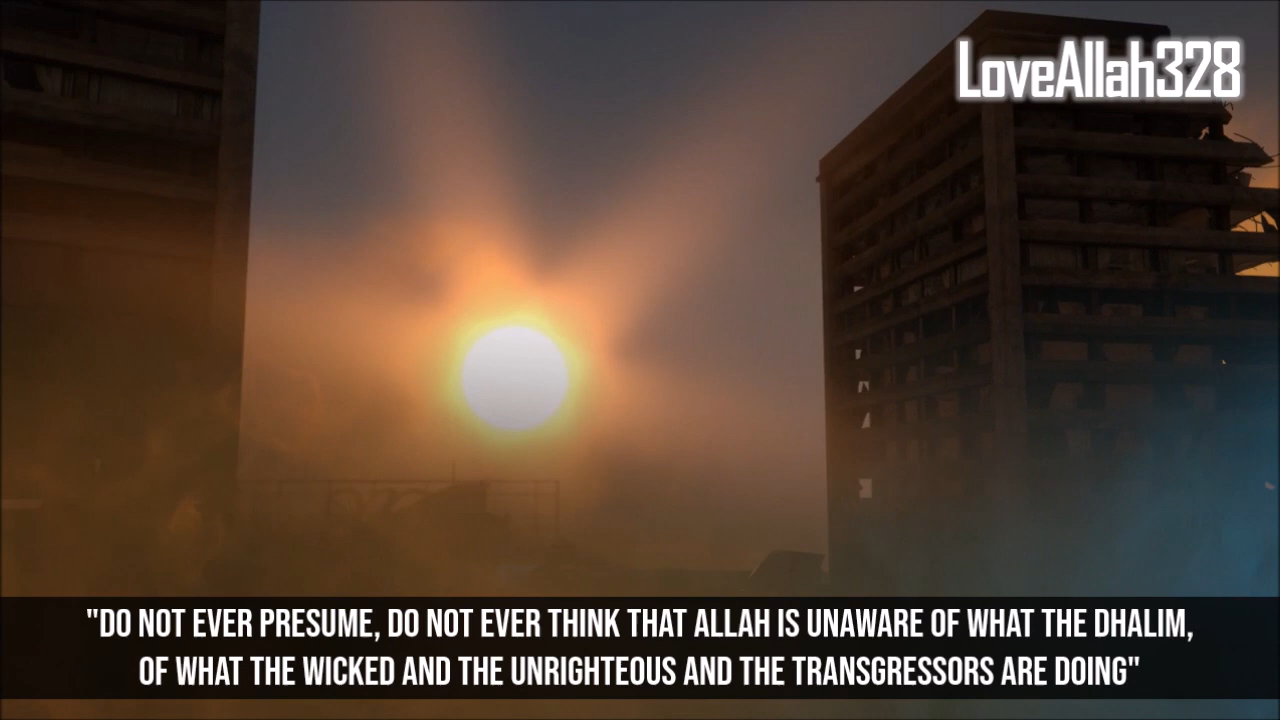 LoveAllah328
"DO NOT EVER PRESUME, DO NOT EVER THINK THAT ALLAH IS UNAWARE OF WHAT THE DHALIM,
OF WHAT THE WICKED AND THE UNRIGHTEOUS AND THE TRANSGRESSORS ARE DOING"